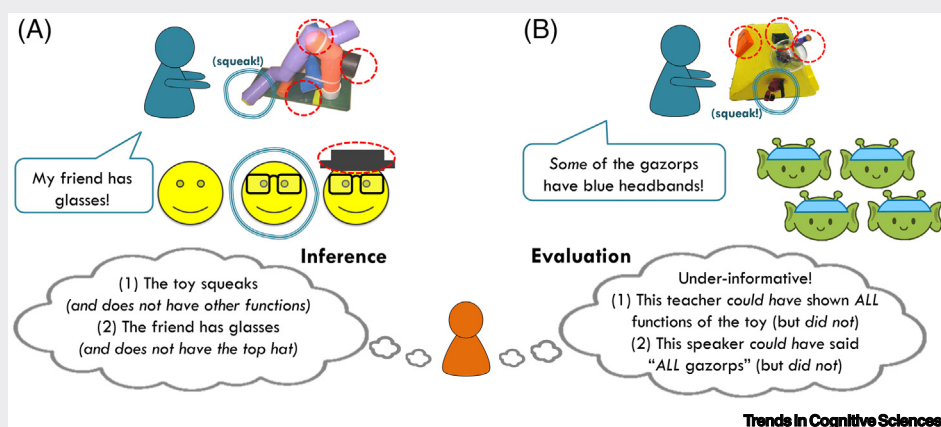 (A)
(squeak!)
My friend has
glasses!
Inference
(1) The toy squeaks
(and does not have other functions)
(2) The friend has glasses
(and does not have the top hat)
(B)
(squeak!)
Some of the gazorps
have blue headbands!
Evaluation
Under-informative!
(1) This teacher could have shown ALL
functions of the toy (but did not)
(2) This speaker could have said
“ALL gazorps” (but did not)
Trends in Cognitive Sciences